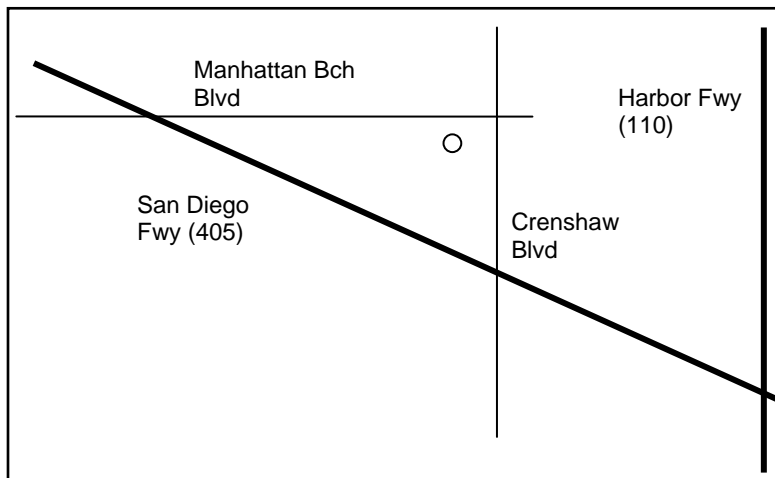 Manhattan Bch
Blvd
Harbor Fwy
(110)
San Diego
Fwy (405)
Crenshaw
Blvd